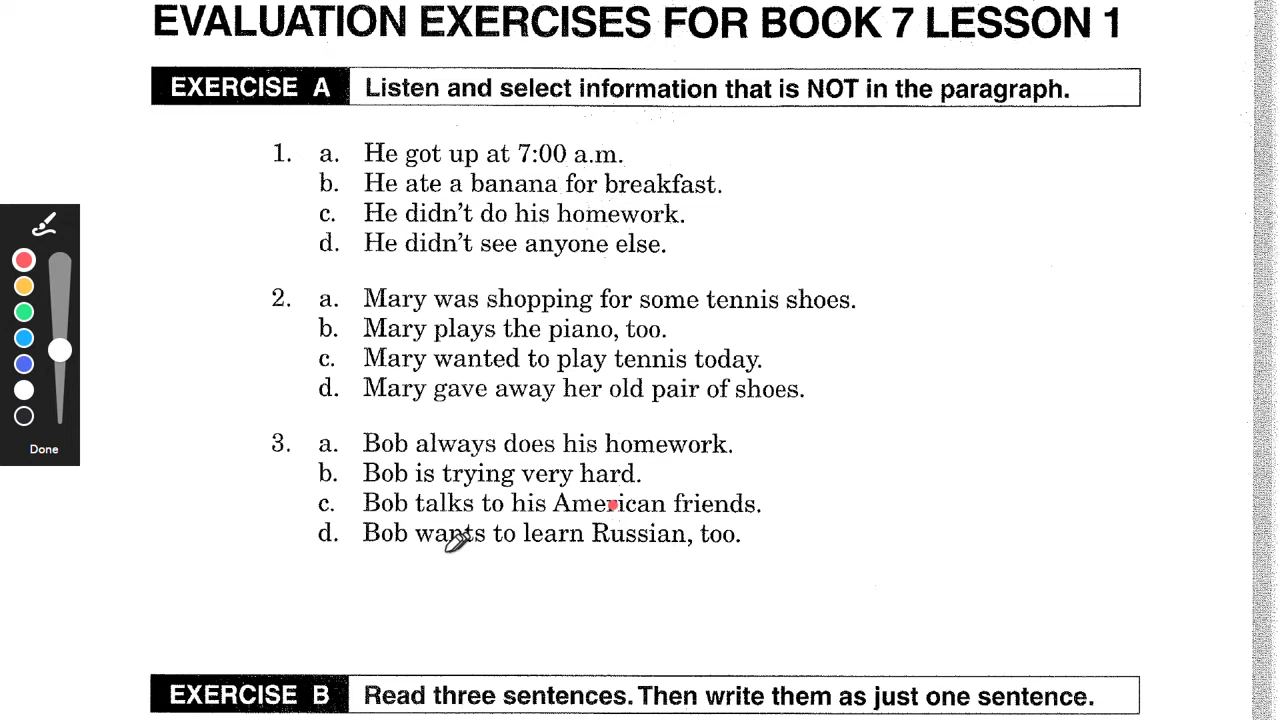 EVALUATION EXERCISES FOR BOOK 7 LESSON 1
EXERCISE A Listen and select information that is NOT in the paragraph.
1. a. He got up at 7:00 a.m.
b. He ate a banana for breakfast.
c. He didn't do his homework.
d. He didn't see anyone else.
2. a. Mary was shopping for some tennis shoes.
b. Mary plays the piano, too.
c. Mary wanted to play tennis today.
d. Mary gave away her old pair of shoes.
3. a. Bob always does his homework.
b. Bob is trying very hard.
Done
c. Bob talks to his American friends.
d. Bob wants to learn Russian, too.
EXERCISE B Read three sentences. Then write them as just one sentence.